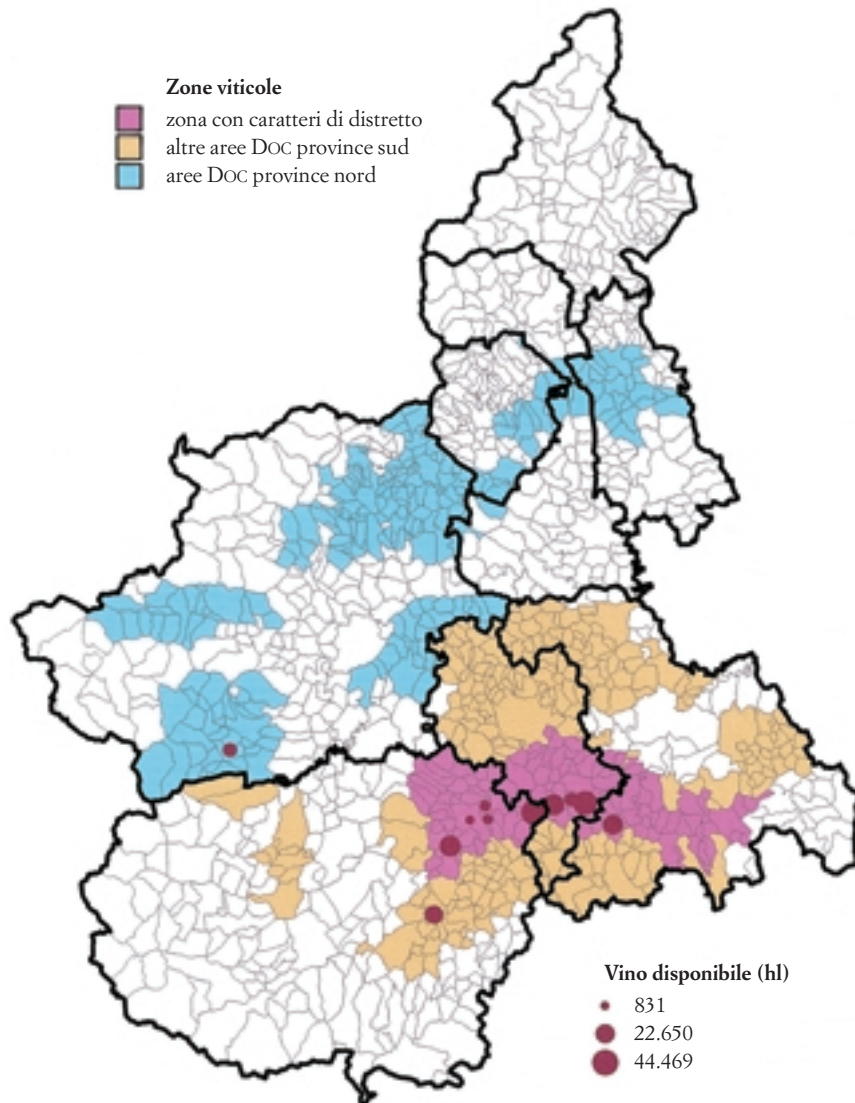 Zone viticole
zona con caratteri di distretto
altre aree DOC province sud
aree DOC province nord
Vino disponibile (hl)
831
22.650
44.469